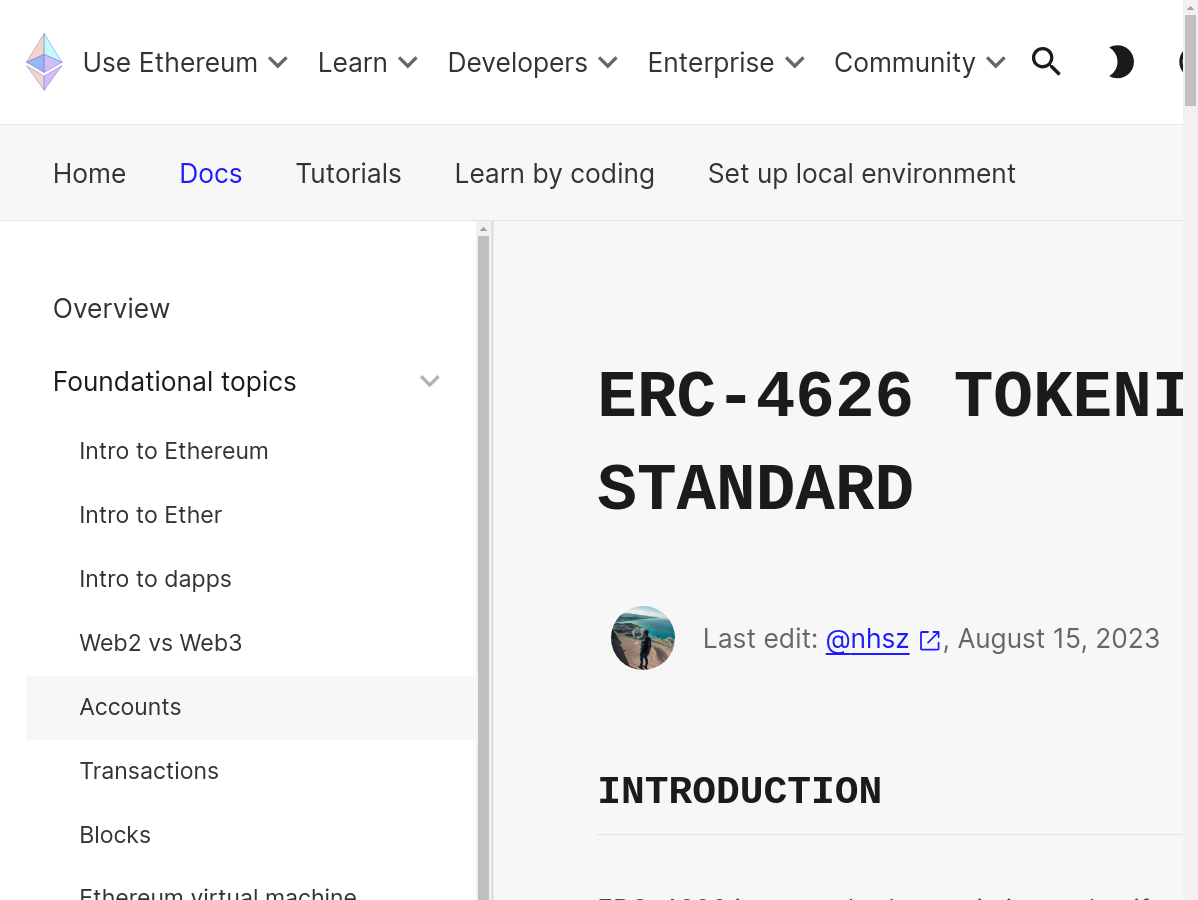 Use Ethereum Learn Developers Enterprise Community
Home Docs Tutorials Learn by coding Set up local environment
Overview
Foundational topics
Intro to Ethereum
Intro to Ether
Intro to dapps
Web2 vs Web3
Accounts
Transactions
Blocks
Ethereum virtual machine
ERC-4626 TOKENI
STANDARD
Last edit: @nhsz, August 15, 2023
INTRODUCTION